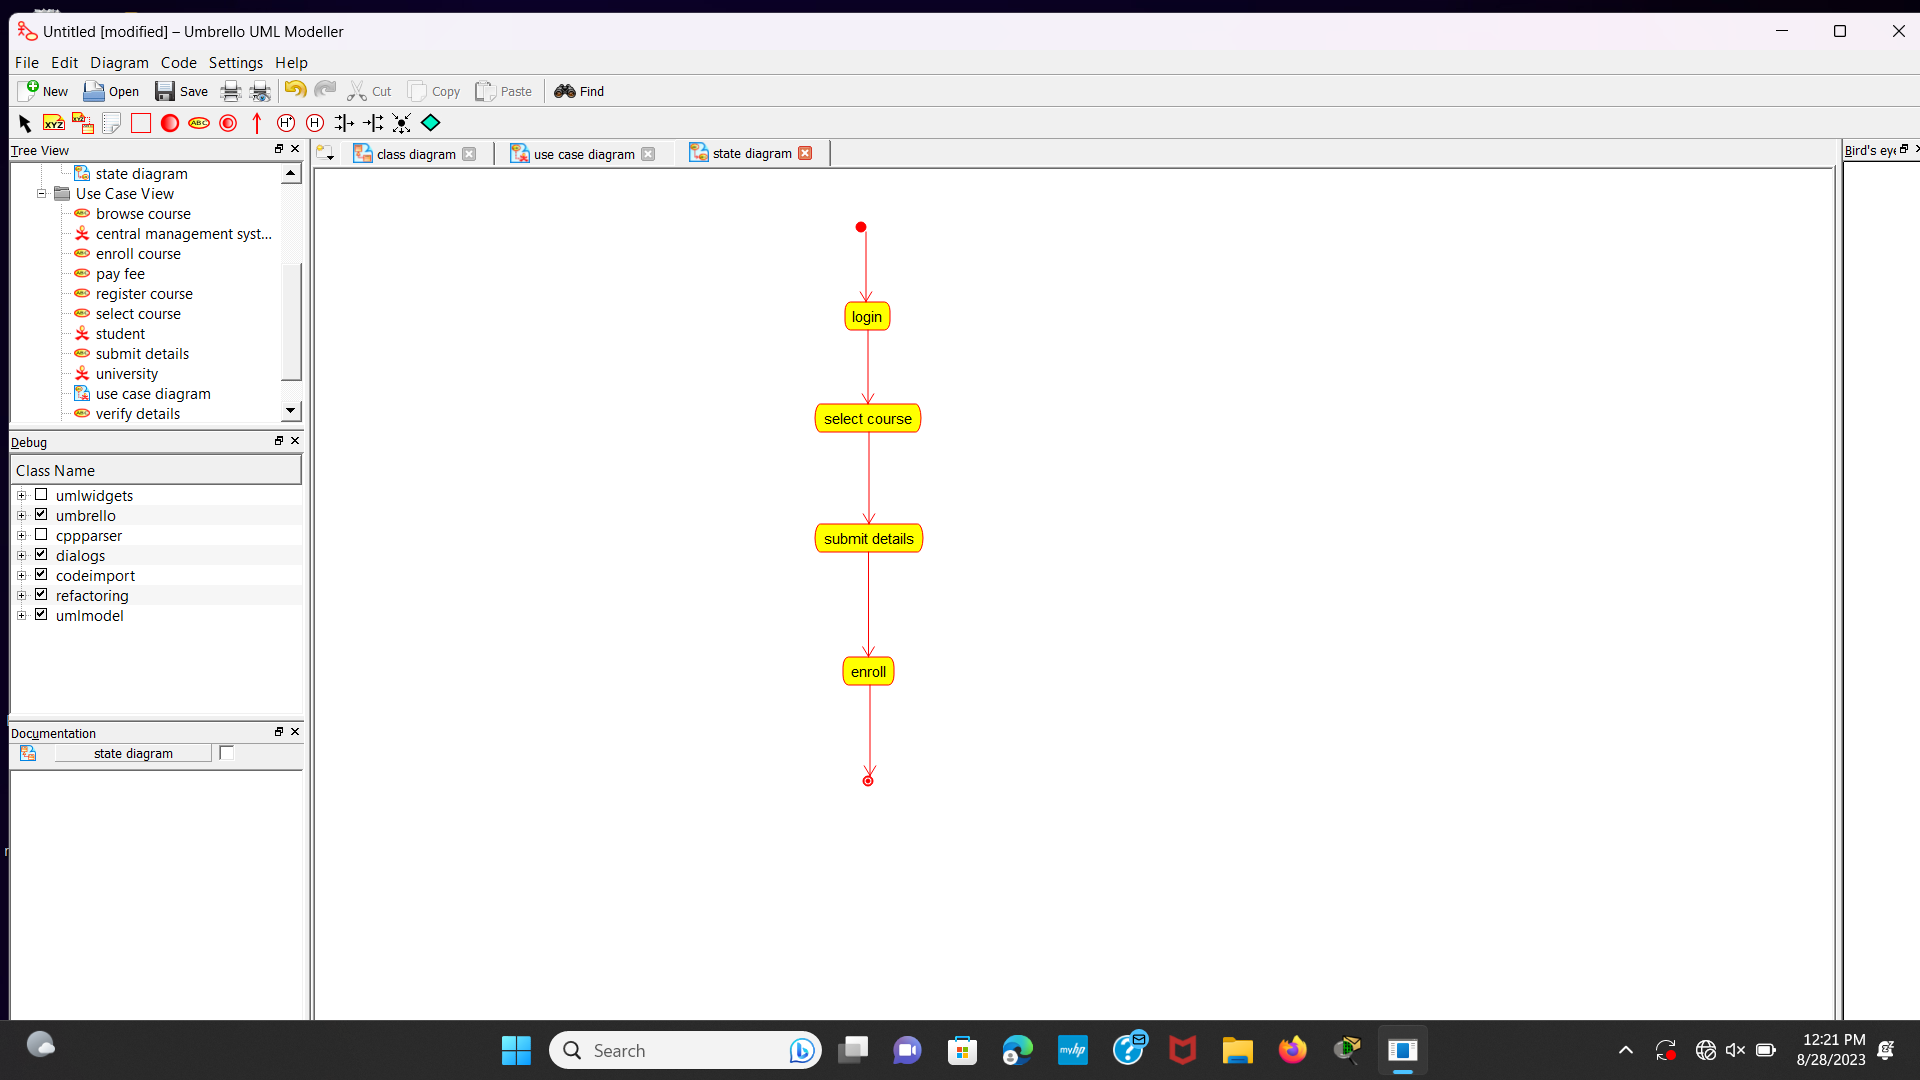 Untitled [modified] – Umbrello UML Modeller
File Edit Diagram Code Settings Help
New Open Save Cut Copy Paste Find
XYZ XYZ ABC H* H
Tree View
class diagram use case diagram state diagram
Bird's eye
state diagram
Use Case View
browse course
central management syst...
enroll course
pay fee
register course
select course
student
submit details
university
use case diagram
verify details
Debug
Class Name
umlwidgets
umbrello
cppparser
dialogs
codeimport
refactoring
umlmodel
Documentation
state diagram
login
select course
submit details
enroll
Search
myhp
12:21 PM
8/28/2023